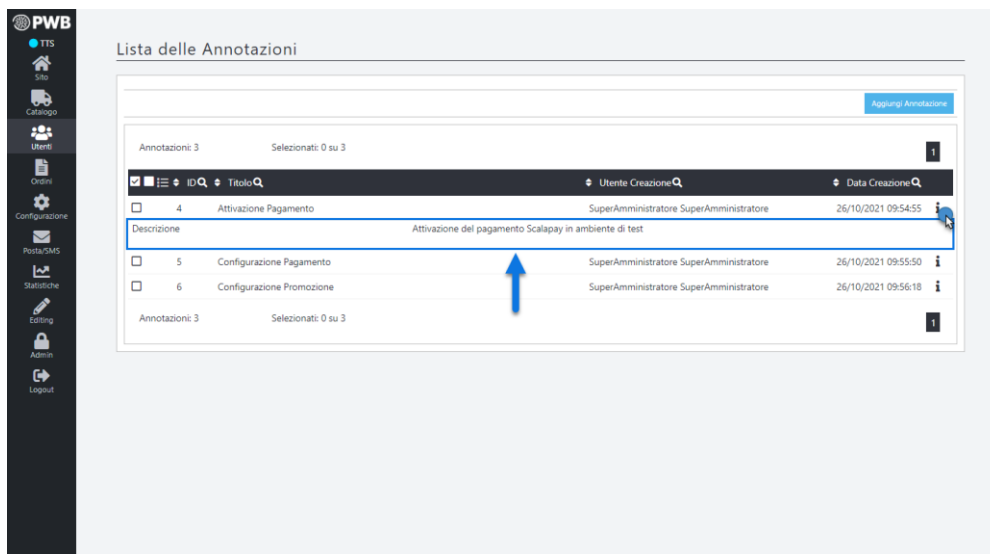 PWB
TTS
Sito
Catalogo
Utenti
Ordini
Configurazione
Posta/SMS
Statistiche
Editing
Admin
Logout
Lista delle Annotazioni
Aggiungi Annotazione
Annotazioni: 3 Selezionati: 0 su 3 1
ID Titolo Utente Creazione Data Creazione
4 Attivazione Pagamento SuperAmministratore SuperAmministratore 26/10/2021 09:54:55
Descrizione Attivazione del pagamento Scalapay in ambiente di test
5 Configurazione Pagamento SuperAmministratore SuperAmministratore 26/10/2021 09:55:50
6 Configurazione Promozione SuperAmministratore SuperAmministratore 26/10/2021 09:56:18
Annotazioni: 3 Selezionati: 0 su 3 1